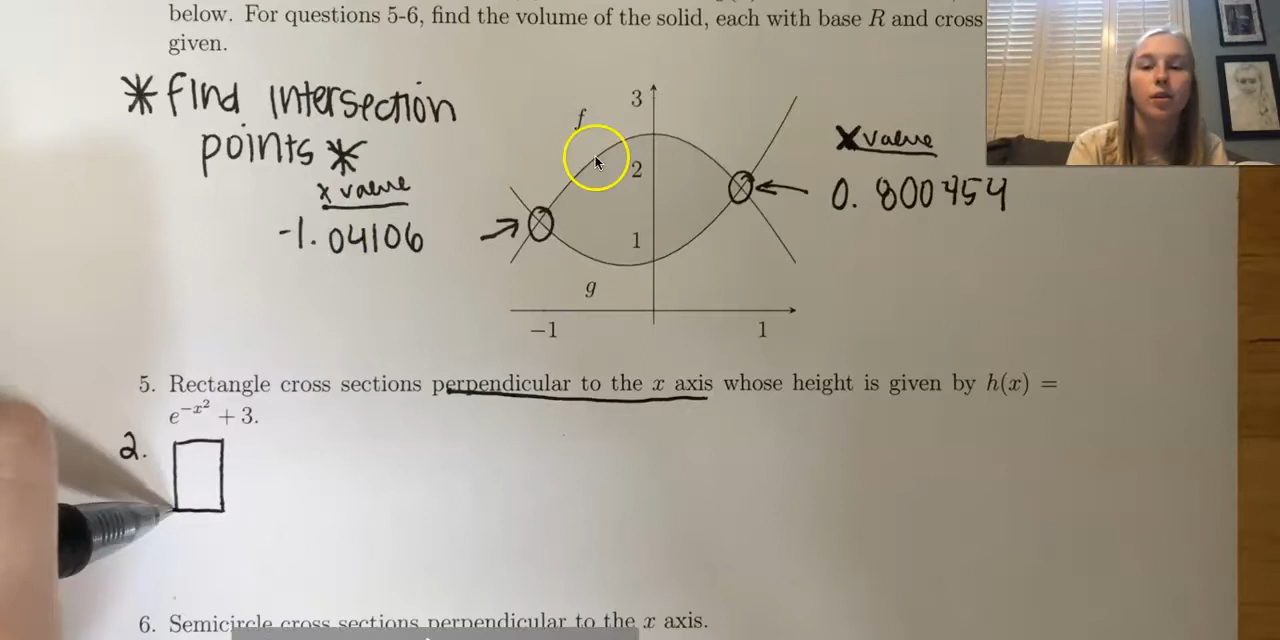 below. For questions 5-6, find the volume of the solid, each with base R and cross
given.
* find intersection
points *
x value
-1.04106
f
3
2
1
g
-1
1
x value
0.800454
5. Rectangle cross sections perpendicular to the x axis whose height is given by h(x) =
e^{-x^2} + 3.
2.
6. Semicircle cross sections perpendicular to the x axis.